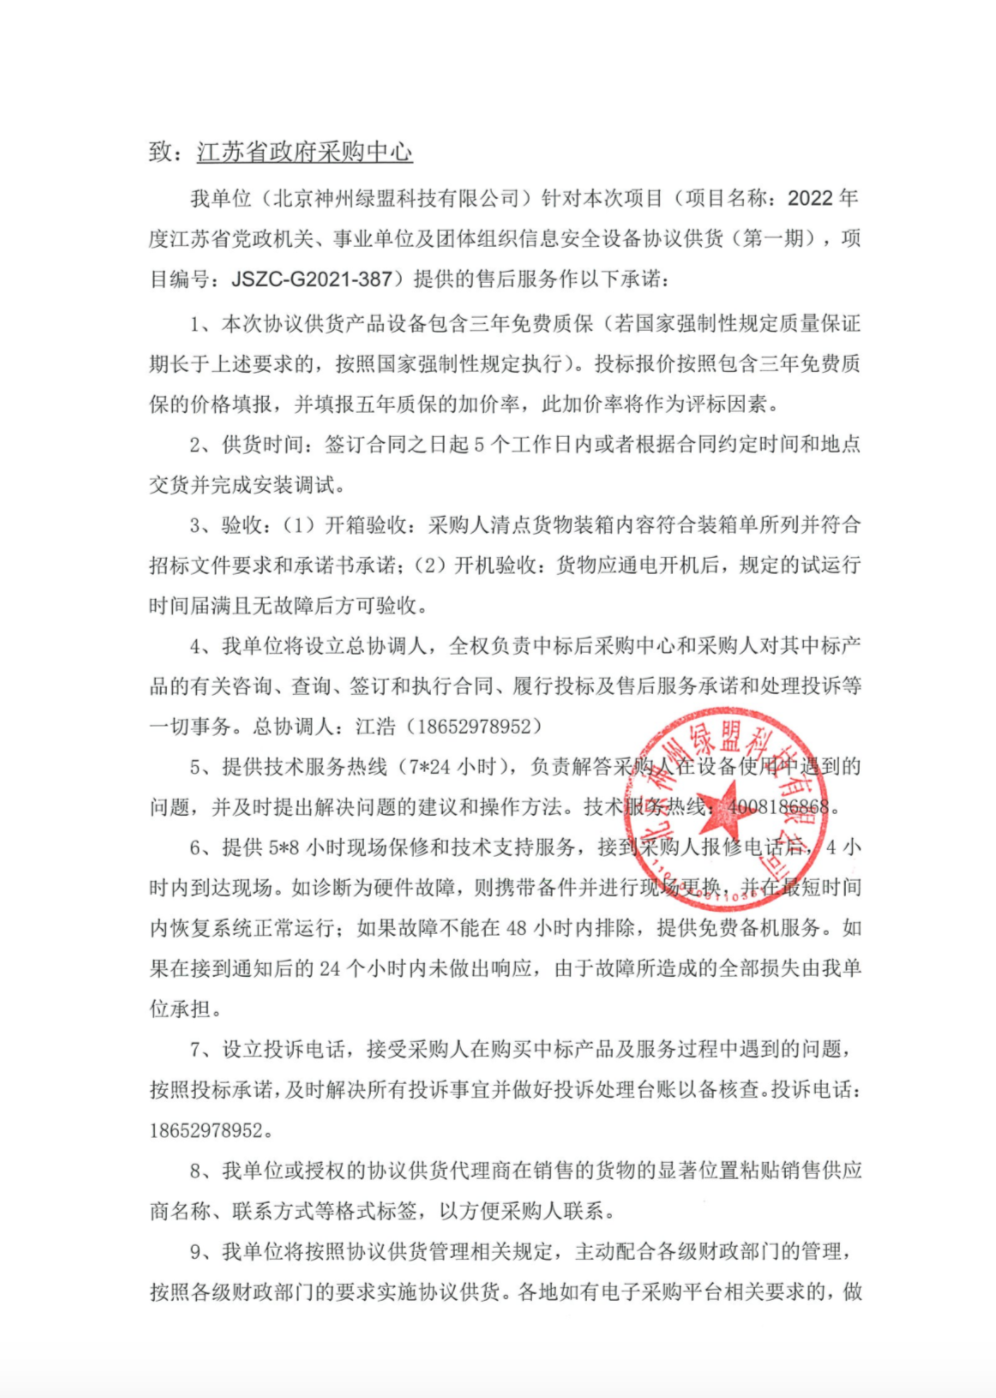 致：江苏省政府采购中心
我单位（北京神州绿盟科技有限公司）针对本次项目（项目名称：2022 年
度江苏省党政机关、事业单位及团体组织信息安全设备协议供货（第一期），项
目编号：JSZC-G2021-387）提供的售后服务作以下承诺：
1、本次协议供货产品设备包含三年免费质保（若国家强制性规定质量保证
期长于上述要求的，按照国家强制性规定执行）。投标报价按照包含三年免费质
保的价格填报，并填报五年质保的加价率，此加价率将作为评标因素。
2、供货时间：签订合同之日起 5 个工作日内或者根据合同约定时间和地点
交货并完成安装调试。
3、验收：（1）开箱验收：采购人清点货物装箱内容符合装箱单所列并符合
招标文件要求和承诺书承诺；（2）开机验收：货物应通电开机后，规定的试运行
时间届满且无故障后方可验收。
4、我单位将设立总协调人，全权负责中标后采购中心和采购人对其中标产
品的有关咨询、查询、签订和执行合同、履行投标及售后服务承诺和处理投诉等
一切事务。总协调人：江浩（18652978952）
5、提供技术服务热线（7*24 小时），负责解答采购人在设备使用中遇到的
问题，并及时提出解决问题的建议和操作方法。技术服务热线：4008186868。
6、提供 5*8 小时现场保修和技术支持服务，接到采购人报修电话后，4 小
时内到达现场。如诊断为硬件故障，则携带备件并进行现场更换，并在最短时间
内恢复系统正常运行；如果故障不能在 48 小时内排除，提供免费备机服务。如
果在接到通知后的 24 个小时内未做出响应，由于故障所造成的全部损失由我单
位承担。
7、设立投诉电话，接受采购人在购买中标产品及服务过程中遇到的问题，
按照投标承诺，及时解决所有投诉事宜并做好投诉处理台账以备核查。投诉电话：
18652978952。
8、我单位或授权的协议供货代理商在销售的货物的显著位置粘贴销售供应
商名称、联系方式等格式标签，以方便采购人联系。
9、我单位将按照协议供货管理相关规定，主动配合各级财政部门的管理，
按照各级财政部门的要求实施协议供货。各地如有电子采购平台相关要求的，做
北京神州绿盟科技有限公司